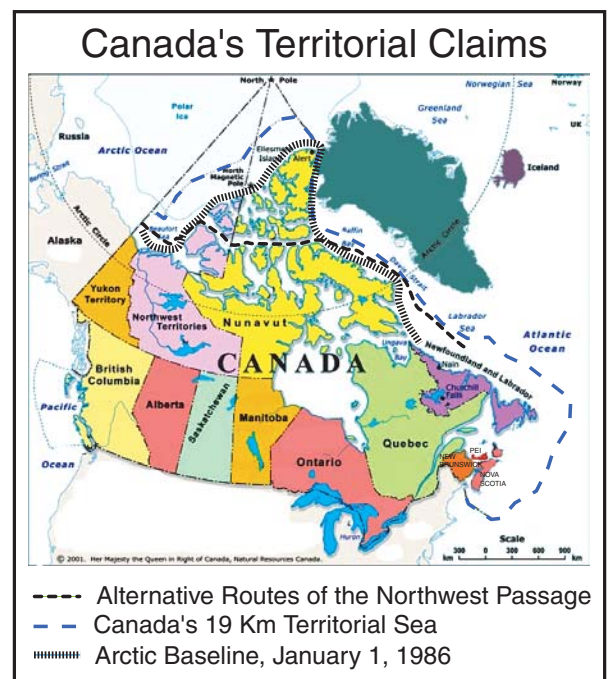 Canada's Territorial Claims
North Pole
Norwegian Sea
Norway
Polar
Ice
Greenland
Sea
UK
Russia
Arctic Ocean
Ellesmere
Island
Alert
Iceland
North
Magnetic
Pole
Bering Strait
Arctic Circle
Beaufort
Sea
Baffin
Bay
Arctic Circle
Alaska
Davis Strait
Yukon
Territory
Northwest
Territories
Nunavut
Labrador
Sea
Atlantic
Ocean
CANADA
Ungava
Bay
Newfoundland and Labrador
Nain
British
Columbia
Churchill
Falls
Alberta
Saskatchewan
Manitoba
Pacific
Ocean
Ontario
Quebec
NEW
BRUNSWICK
PEI
NOVA
SCOTIA
Huron
Scale
300 0 300 600 900
km km
© 2001. Her Majesty the Queen in Right of Canada, Natural Resources Canada.
Alternative Routes of the Northwest Passage
Canada's 19 Km Territorial Sea
Arctic Baseline, January 1, 1986